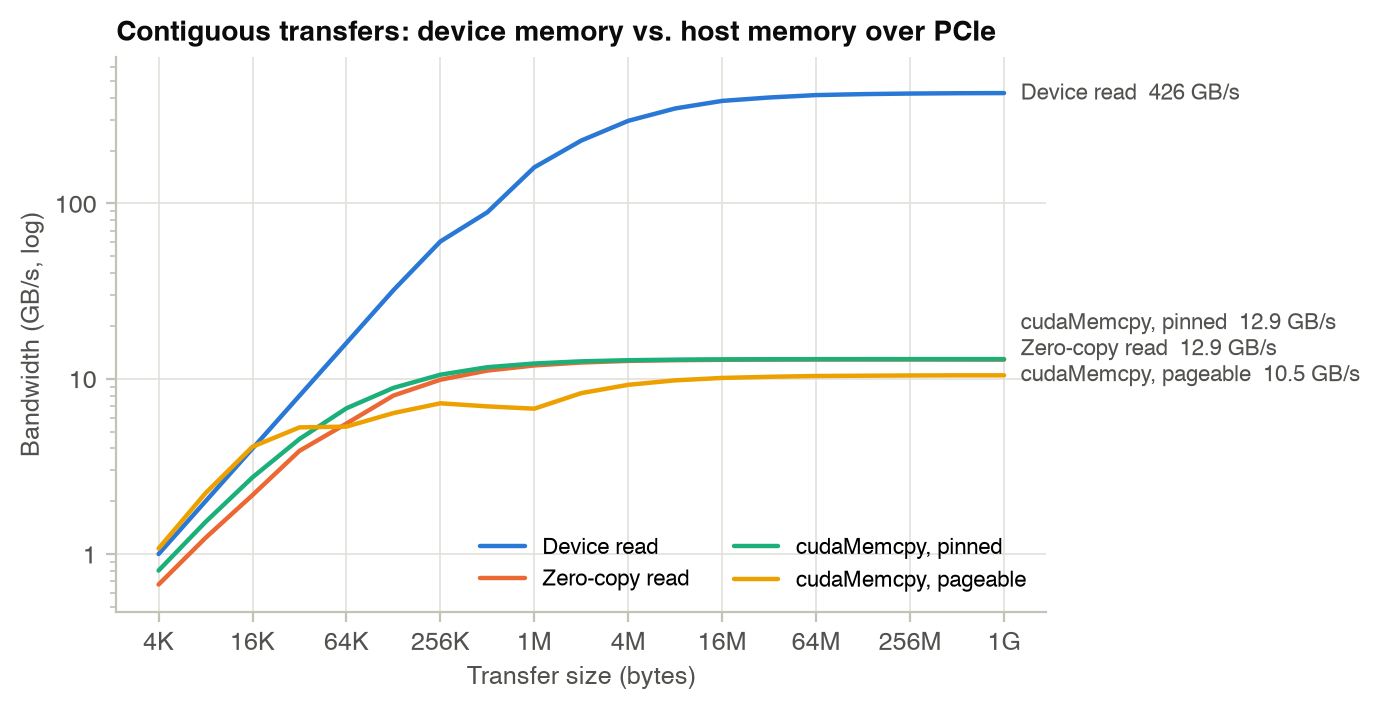 Contiguous transfers: device memory vs. host memory over PCIe
Bandwidth (GB/s, log)
100
10
1
Device read 426 GB/s
cudaMemcpy, pinned 12.9 GB/s
Zero-copy read 12.9 GB/s
cudaMemcpy, pageable 10.5 GB/s
Device read
Zero-copy read
cudaMemcpy, pinned
cudaMemcpy, pageable
4K 16K 64K 256K 1M 4M 16M 64M 256M 1G
Transfer size (bytes)